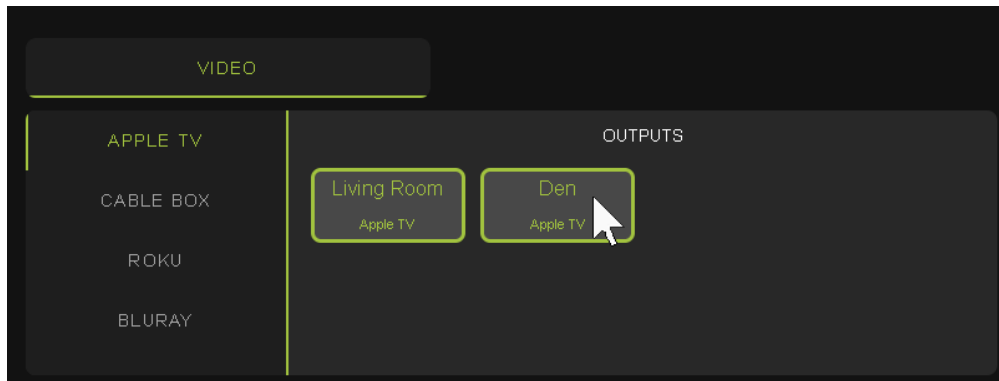 VIDEO
APPLE TV
CABLE BOX
ROKU
BLURAY
OUTPUTS
Living Room
Apple TV
Den
Apple TV